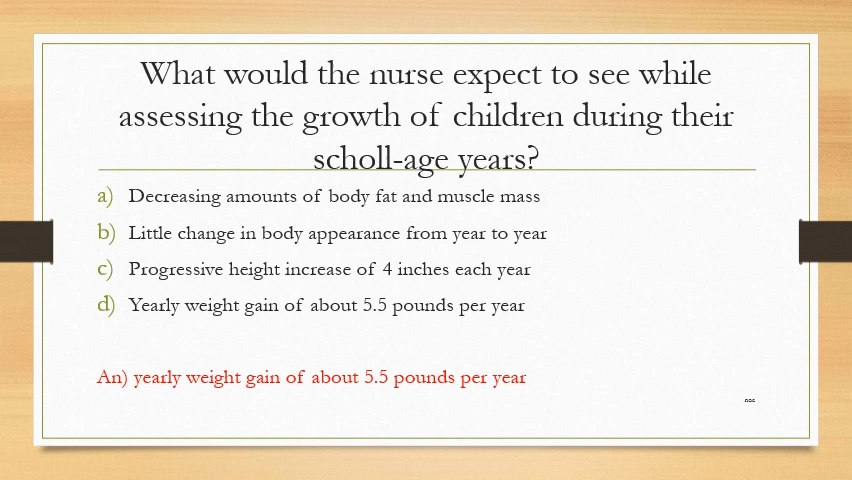 What would the nurse expect to see while
assessing the growth of children during their
scholl-age years?
a) Decreasing amounts of body fat and muscle mass
b) Little change in body appearance from year to year
c) Progressive height increase of 4 inches each year
d) Yearly weight gain of about 5.5 pounds per year
An) yearly weight gain of about 5.5 pounds per year